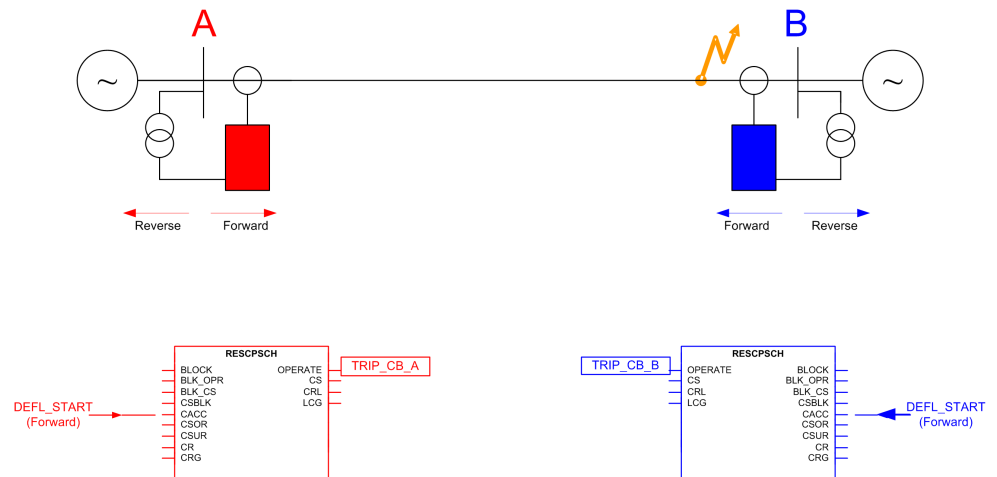 A
B
~
~
Reverse
Forward
Forward
Reverse
RESCPSCH
BLOCK
BLK_OPR
BLK_CS
CSBLK
CACC
CSOR
CSUR
CR
CRG
OPERATE
CS
CRL
LCG
TRIP_CB_A
DEFL_START
(Forward)
TRIP_CB_B
RESCPSCH
OPERATE
CS
CRL
LCG
BLOCK
BLK_OPR
BLK_CS
CSBLK
CACC
CSOR
CSUR
CR
CRG
DEFL_START
(Forward)